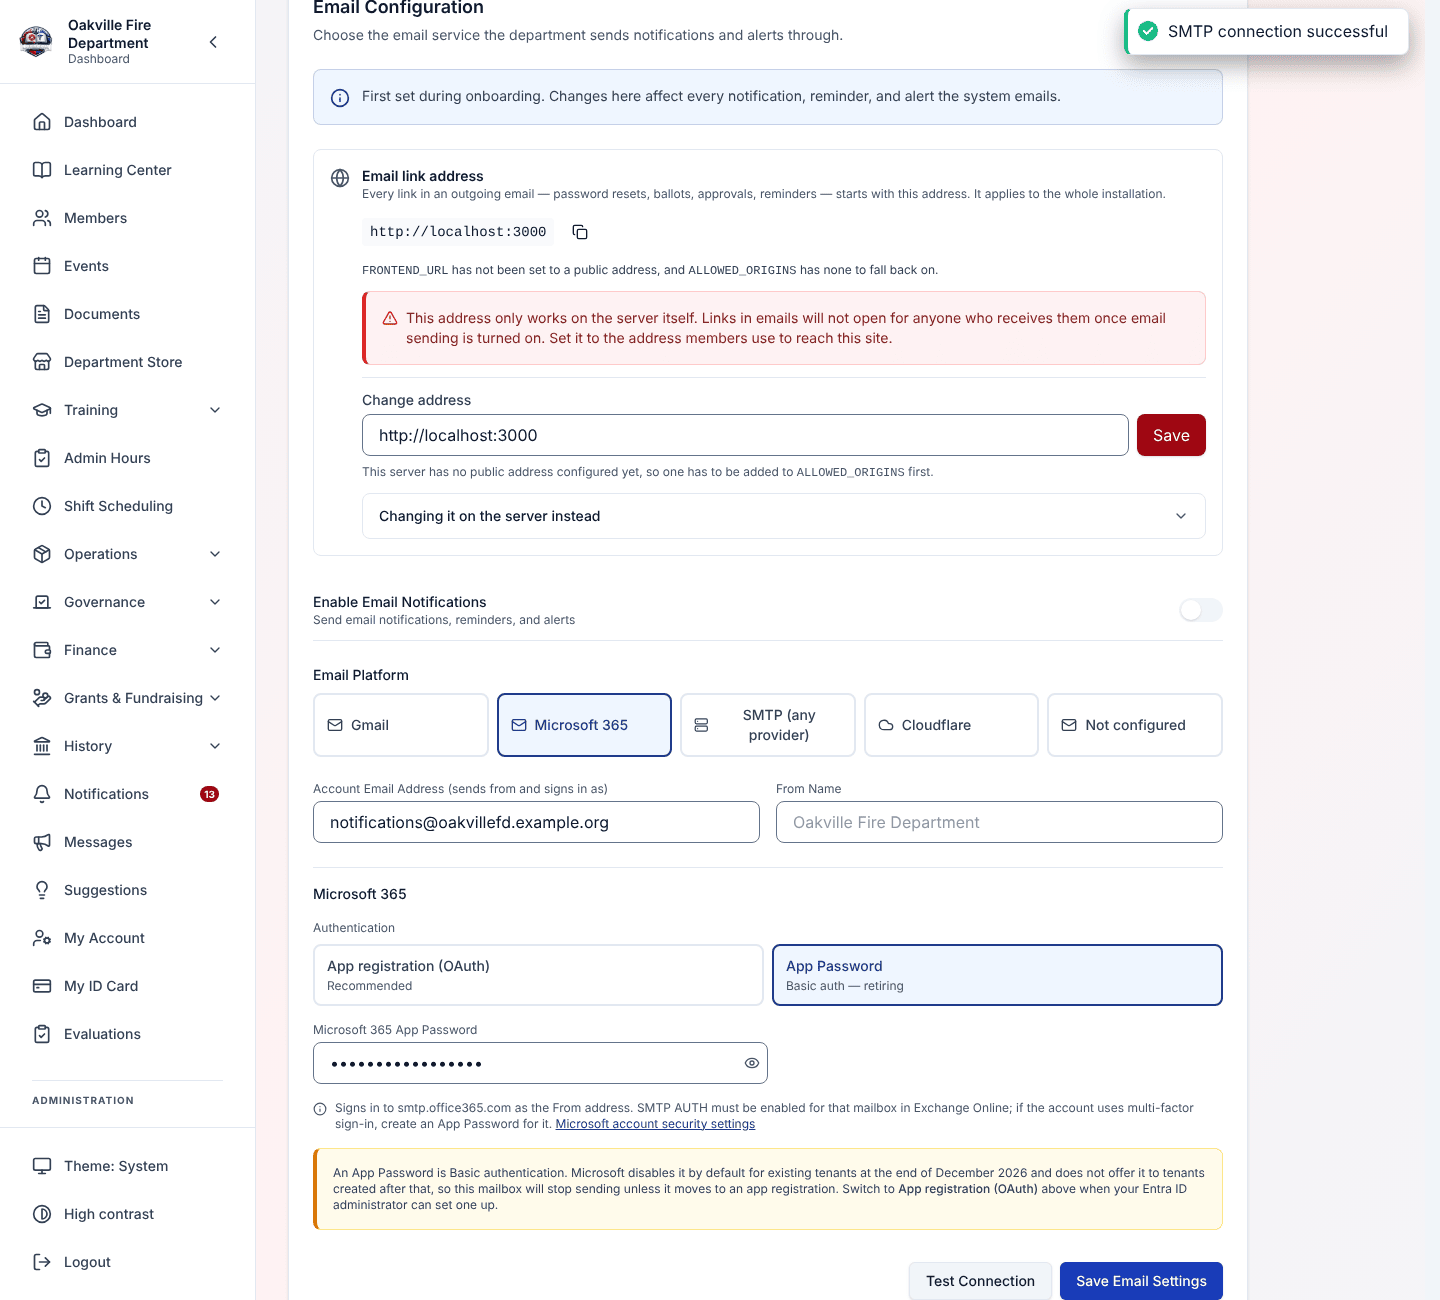 Oakville Fire
Department
Dashboard
Dashboard
Learning Center
Members
Events
Documents
Department Store
Training
Admin Hours
Shift Scheduling
Operations
Governance
Finance
Grants & Fundraising
History
Notifications
13
Messages
Suggestions
My Account
My ID Card
Evaluations
ADMINISTRATION
Theme: System
High contrast
Logout
SMTP connection successful
Email Configuration
Choose the email service the department sends notifications and alerts through.
First set during onboarding. Changes here affect every notification, reminder, and alert the system emails.
Email link address
Every link in an outgoing email — password resets, ballots, approvals, reminders — starts with this address. It applies to the whole installation.
http://localhost:3000
FRONTEND_URL has not been set to a public address, and ALLOWED_ORIGINS has none to fall back on.
This address only works on the server itself. Links in emails will not open for anyone who receives them once email
sending is turned on. Set it to the address members use to reach this site.
Change address
http://localhost:3000
Save
This server has no public address configured yet, so one has to be added to ALLOWED_ORIGINS first.
Changing it on the server instead
Enable Email Notifications
Send email notifications, reminders, and alerts
Email Platform
Gmail
Microsoft 365
SMTP (any
provider)
Cloudflare
Not configured
Account Email Address (sends from and signs in as)
From Name
notifications@oakvillefd.example.org
Oakville Fire Department
Microsoft 365
Authentication
App registration (OAuth)
Recommended
App Password
Basic auth — retiring
Microsoft 365 App Password
•••••••••••••••••
Signs in to smtp.office365.com as the From address. SMTP AUTH must be enabled for that mailbox in Exchange Online; if the account uses multi-factor
sign-in, create an App Password for it. Microsoft account security settings
An App Password is Basic authentication. Microsoft disables it by default for existing tenants at the end of December 2026 and does not offer it to tenants
created after that, so this mailbox will stop sending unless it moves to an app registration. Switch to App registration (OAuth) above when your Entra ID
administrator can set one up.
Test Connection
Save Email Settings